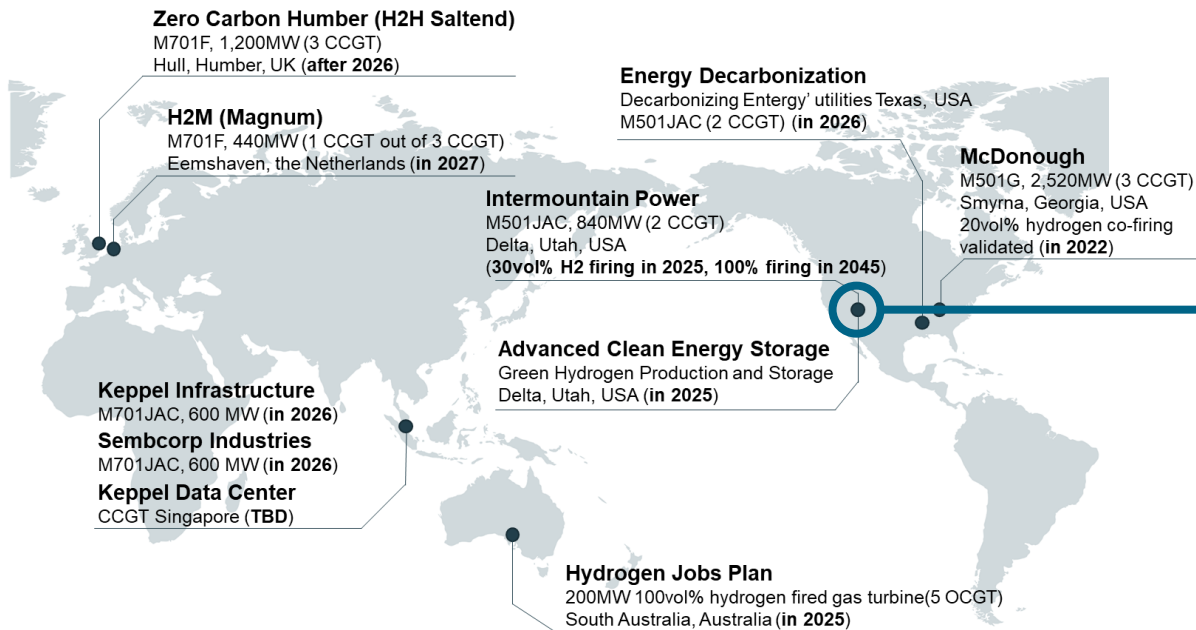 Zero Carbon Humber (H2H Saltend)
M701F, 1,200MW (3 CCGT)
Hull, Humber, UK (after 2026)
H2M (Magnum)
M701F, 440MW (1 CCGT out of 3 CCGT)
Eemshaven, the Netherlands (in 2027)
Energy Decarbonization
Decarbonizing Entergy' utilities Texas, USA
M501JAC (2 CCGT) (in 2026)
McDonough
M501G, 2,520MW (3 CCGT)
Smyrna, Georgia, USA
20vol% hydrogen co-firing
validated (in 2022)
Intermountain Power
M501JAC, 840MW (2 CCGT)
Delta, Utah, USA
(30vol% H2 firing in 2025, 100% firing in 2045)
Advanced Clean Energy Storage
Green Hydrogen Production and Storage
Delta, Utah, USA (in 2025)
Keppel Infrastructure
M701JAC, 600 MW (in 2026)
Sembcorp Industries
M701JAC, 600 MW (in 2026)
Keppel Data Center
CCGT Singapore (TBD)
Hydrogen Jobs Plan
200MW 100vol% hydrogen fired gas turbine(5 OCGT)
South Australia, Australia (in 2025)